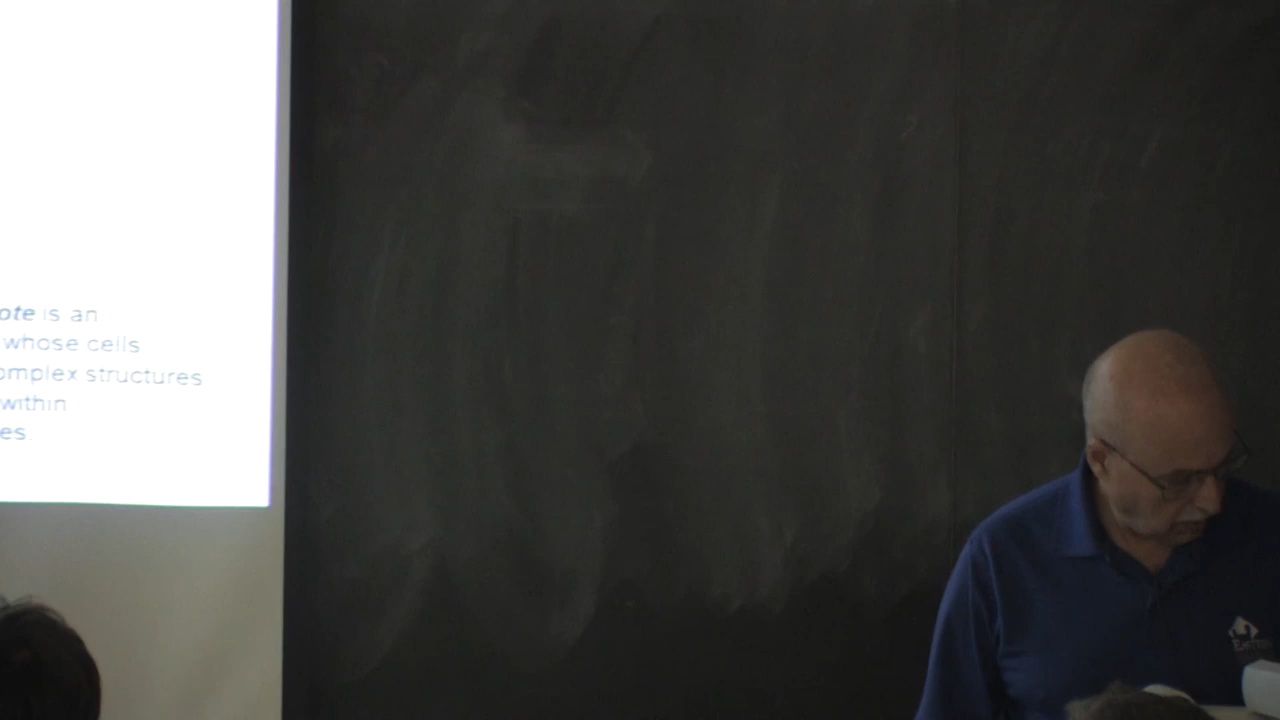 ote is an
whose cells
omplex structures
within
es.